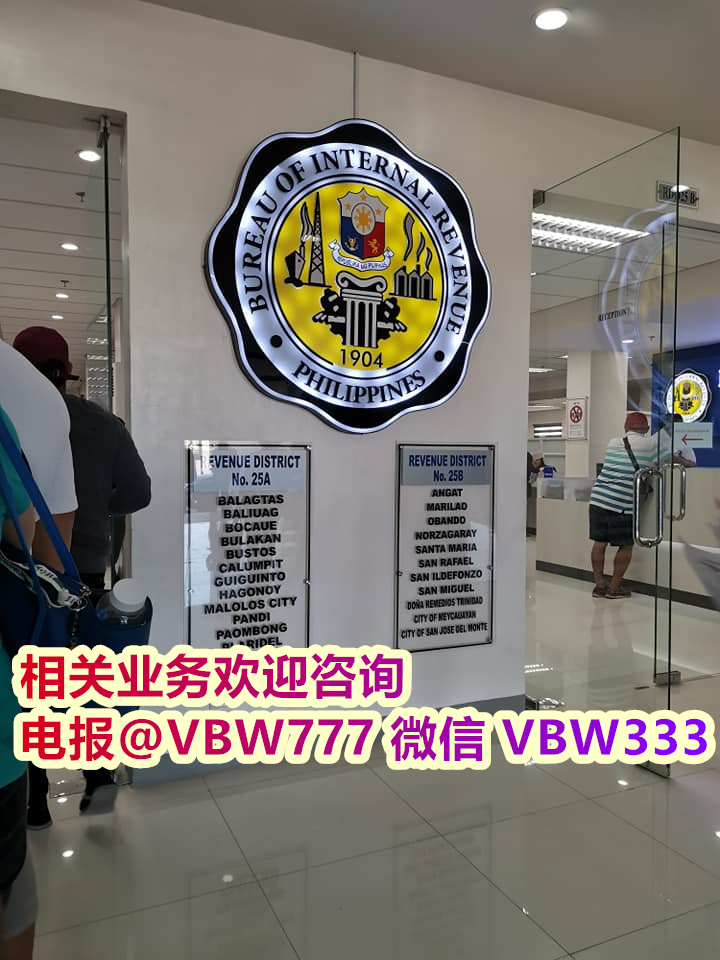 BUREAU OF INTERNAL REVENUE
1904
PHILIPPINES
RECEPTION
REVENUE DISTRICT
No. 25A
BALAGTAS
BALIUAG
BOCAUE
BULAKAN
BUSTOS
CALUMPIT
GUIGUINTO
HAGONOY
MALOLOS CITY
PANDI
PAOMBONG
PLARIDEL
REVENUE DISTRICT
No. 25B
ANGAT
MARILAO
OBANDO
NORZAGARAY
SANTA MARIA
SAN RAFAEL
SAN ILDEFONZO
SAN MIGUEL
DOÑA REMEDIOS TRINIDAD
CITY OF MEYCAUAYAN
CITY OF SAN JOSE DEL MONTE
相关业务欢迎咨询
电报@VBW777 微信 VBW333